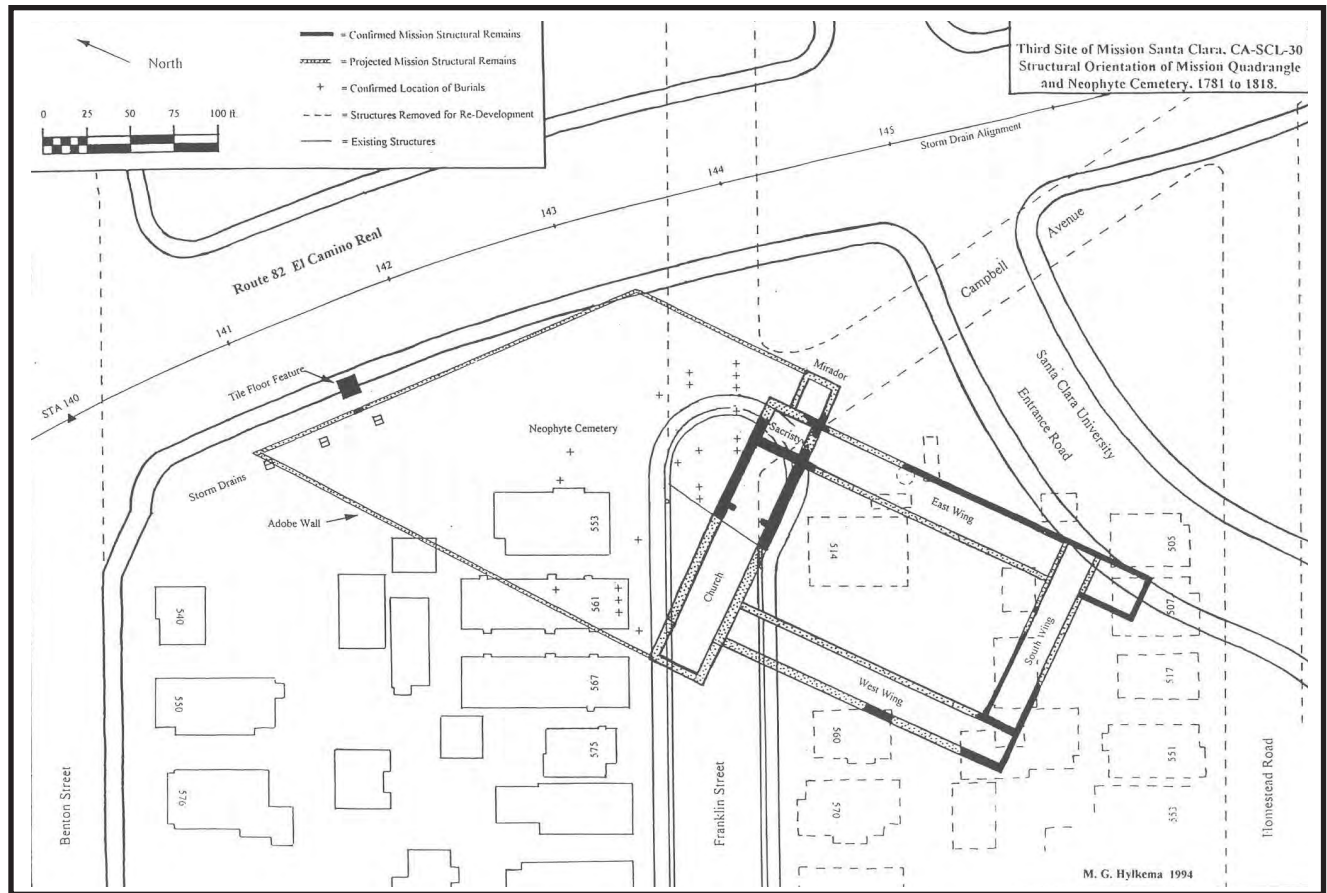 North
0 25 50 75 100 ft.
= Confirmed Mission Structural Remains
= Projected Mission Structural Remains
+ = Confirmed Location of Burials
= Structures Removed for Re-Development
= Existing Structures
Third Site of Mission Santa Clara, CA-SCL-30
Structural Orientation of Mission Quadrangle
and Neophyte Cemetery, 1781 to 1818.
145
Storm Drain Alignment
144
143
142
141
STA 140
Route 82 El Camino Real
Campbell
Avenue
Santa Clara University
Entrance Road
Tile Floor Feature
Mirador
Sacristy
Neophyte Cemetery
Storm Drains
Adobe Wall
East Wing
Church
South Wing
West Wing
553
514
505
540
561
507
550
567
517
575
560
551
576
570
553
Benton Street
Franklin Street
Homestead Road
M. G. Hylkema 1994